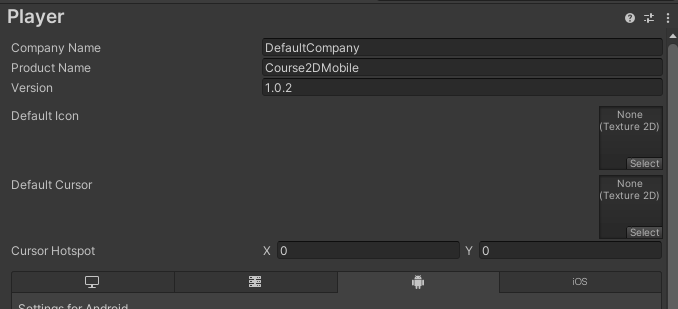 Player
Company Name DefaultCompany
Product Name Course2DMobile
Version 1.0.2
Default Icon None
(Texture 2D)
Select
Default Cursor None
(Texture 2D)
Select
Cursor Hotspot X 0 Y 0
iOS
Settings for Android